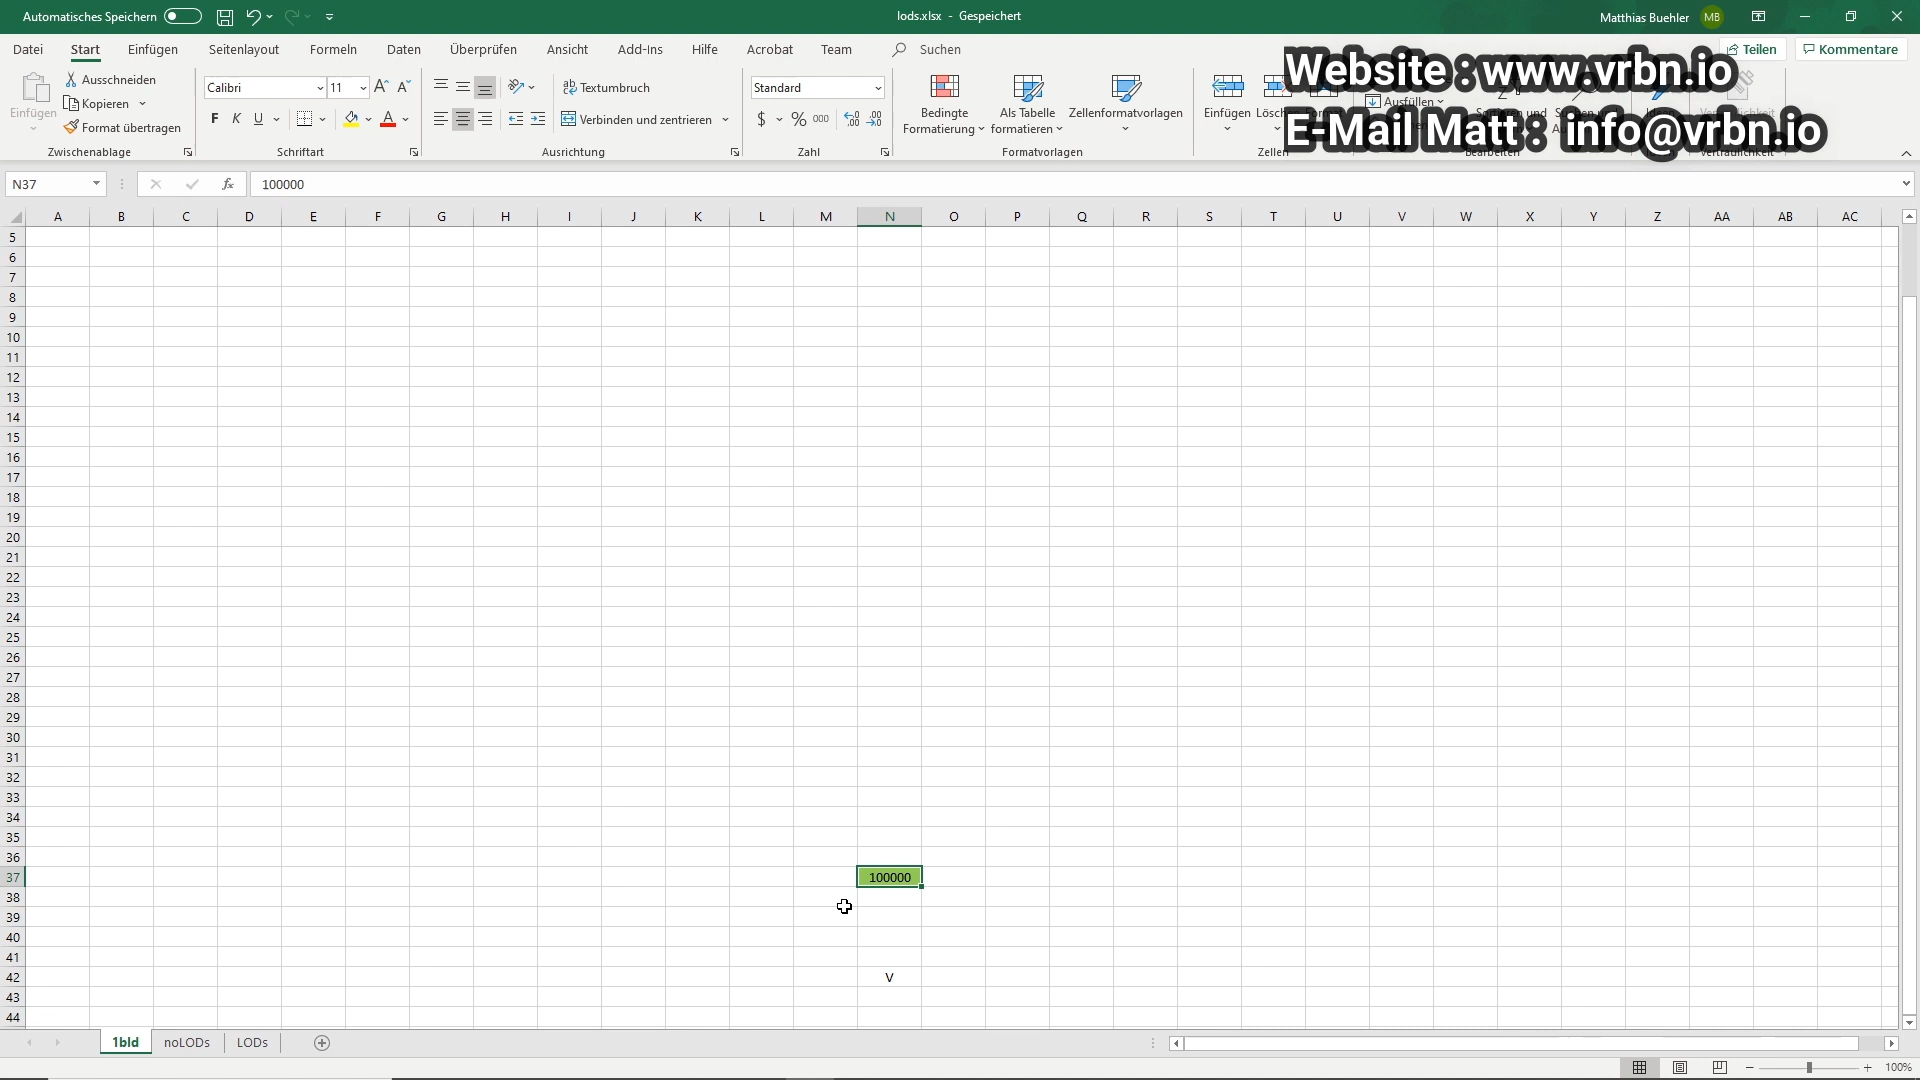 Automatisches Speichern
lods.xlsx - Gespeichert
Matthias Buehler MB
Datei Start Einfügen Seitenlayout Formeln Daten Überprüfen Ansicht Add-Ins Hilfe Acrobat Team Suchen
Teilen Kommentare
Website : www.vrbn.io
E-Mail Matt : info@vrbn.io
Einfügen
Ausschneiden
Kopieren
Format übertragen
Zwischenablage
Calibri 11
F K U
Schriftart
Textumbruch
Verbinden und zentrieren
Ausrichtung
Standard
$ % 000
Zahl
Bedingte Formatierung
Als Tabelle formatieren
Zellenformatvorlagen
Formatvorlagen
Einfügen
Zellen
Ausfüllen
Bearbeiten
N37 fx 100000
A B C D E F G H I J K L M N O P Q R S T U V W X Y Z AA AB AC
5
6
7
8
9
10
11
12
13
14
15
16
17
18
19
20
21
22
23
24
25
26
27
28
29
30
31
32
33
34
35
36
37 100000
38
39
40
41
42 V
43
44
1bld noLODs LODs
100%